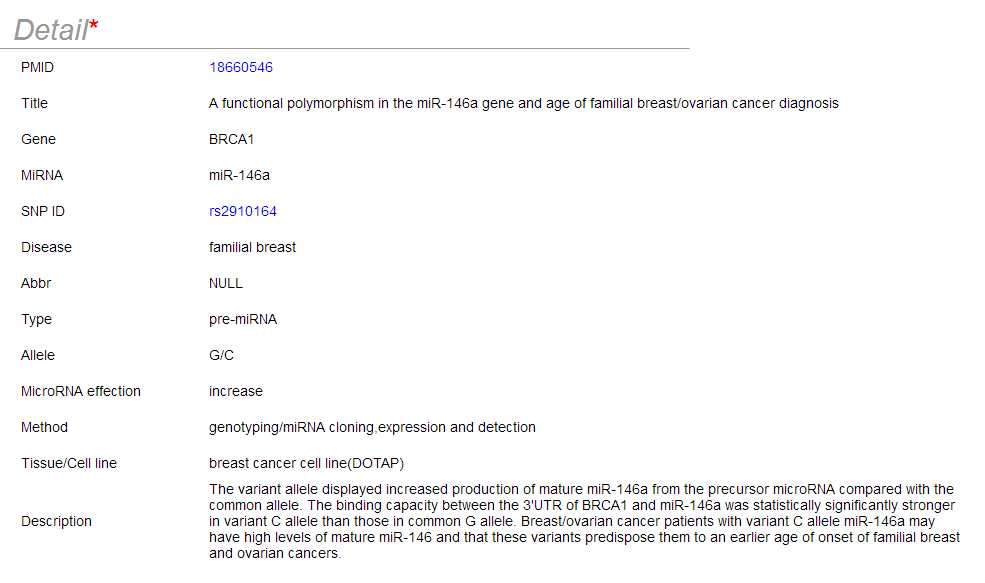 Detail*
PMID 18660546
Title A functional polymorphism in the miR-146a gene and age of familial breast/ovarian cancer diagnosis
Gene BRCA1
MiRNA miR-146a
SNP ID rs2910164
Disease familial breast
Abbr NULL
Type pre-miRNA
Allele G/C
MicroRNA effection increase
Method genotyping/miRNA cloning,expression and detection
Tissue/Cell line breast cancer cell line(DOTAP)
Description The variant allele displayed increased production of mature miR-146a from the precursor microRNA compared with the
common allele. The binding capacity between the 3'UTR of BRCA1 and miR-146a was statistically significantly stronger
in variant C allele than those in common G allele. Breast/ovarian cancer patients with variant C allele miR-146a may
have high levels of mature miR-146 and that these variants predispose them to an earlier age of onset of familial breast
and ovarian cancers.